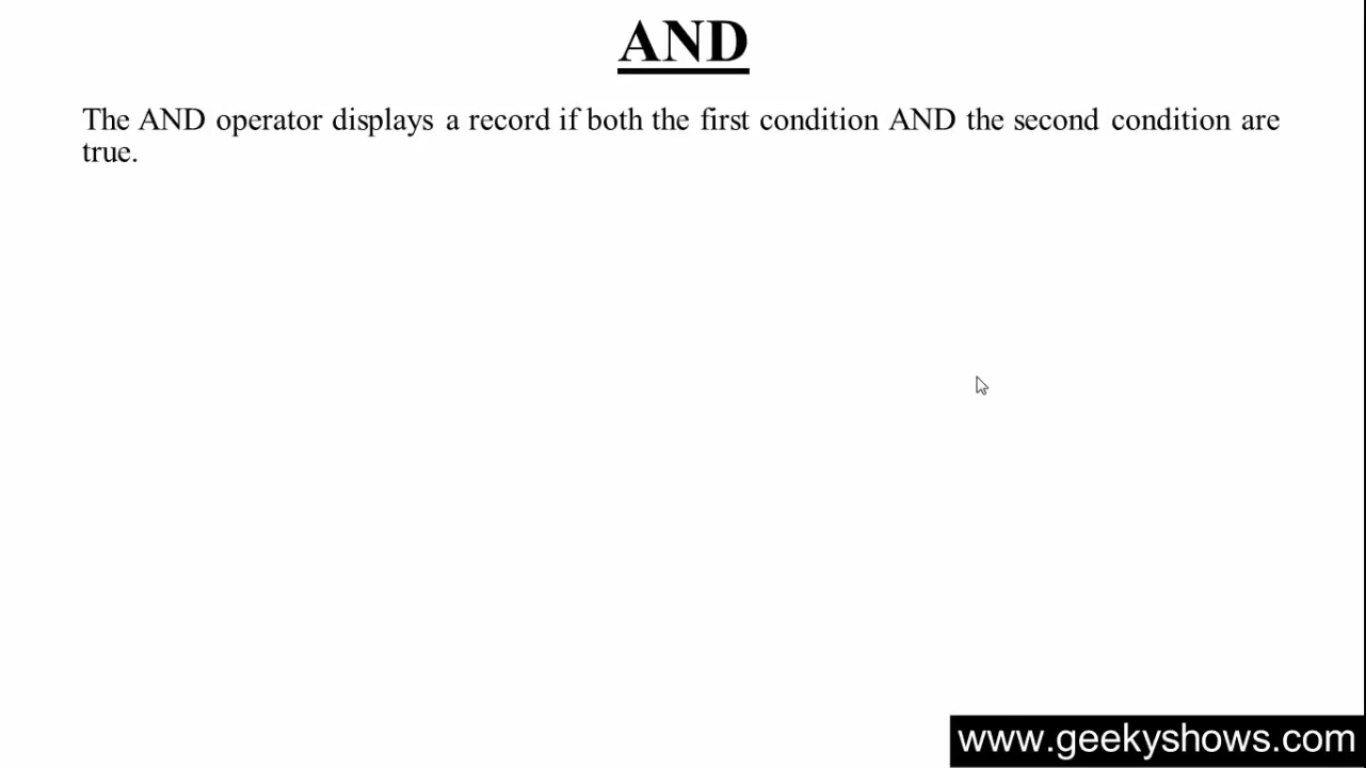 AND
The AND operator displays a record if both the first condition AND the second condition are
true.
www.geekyshows.com